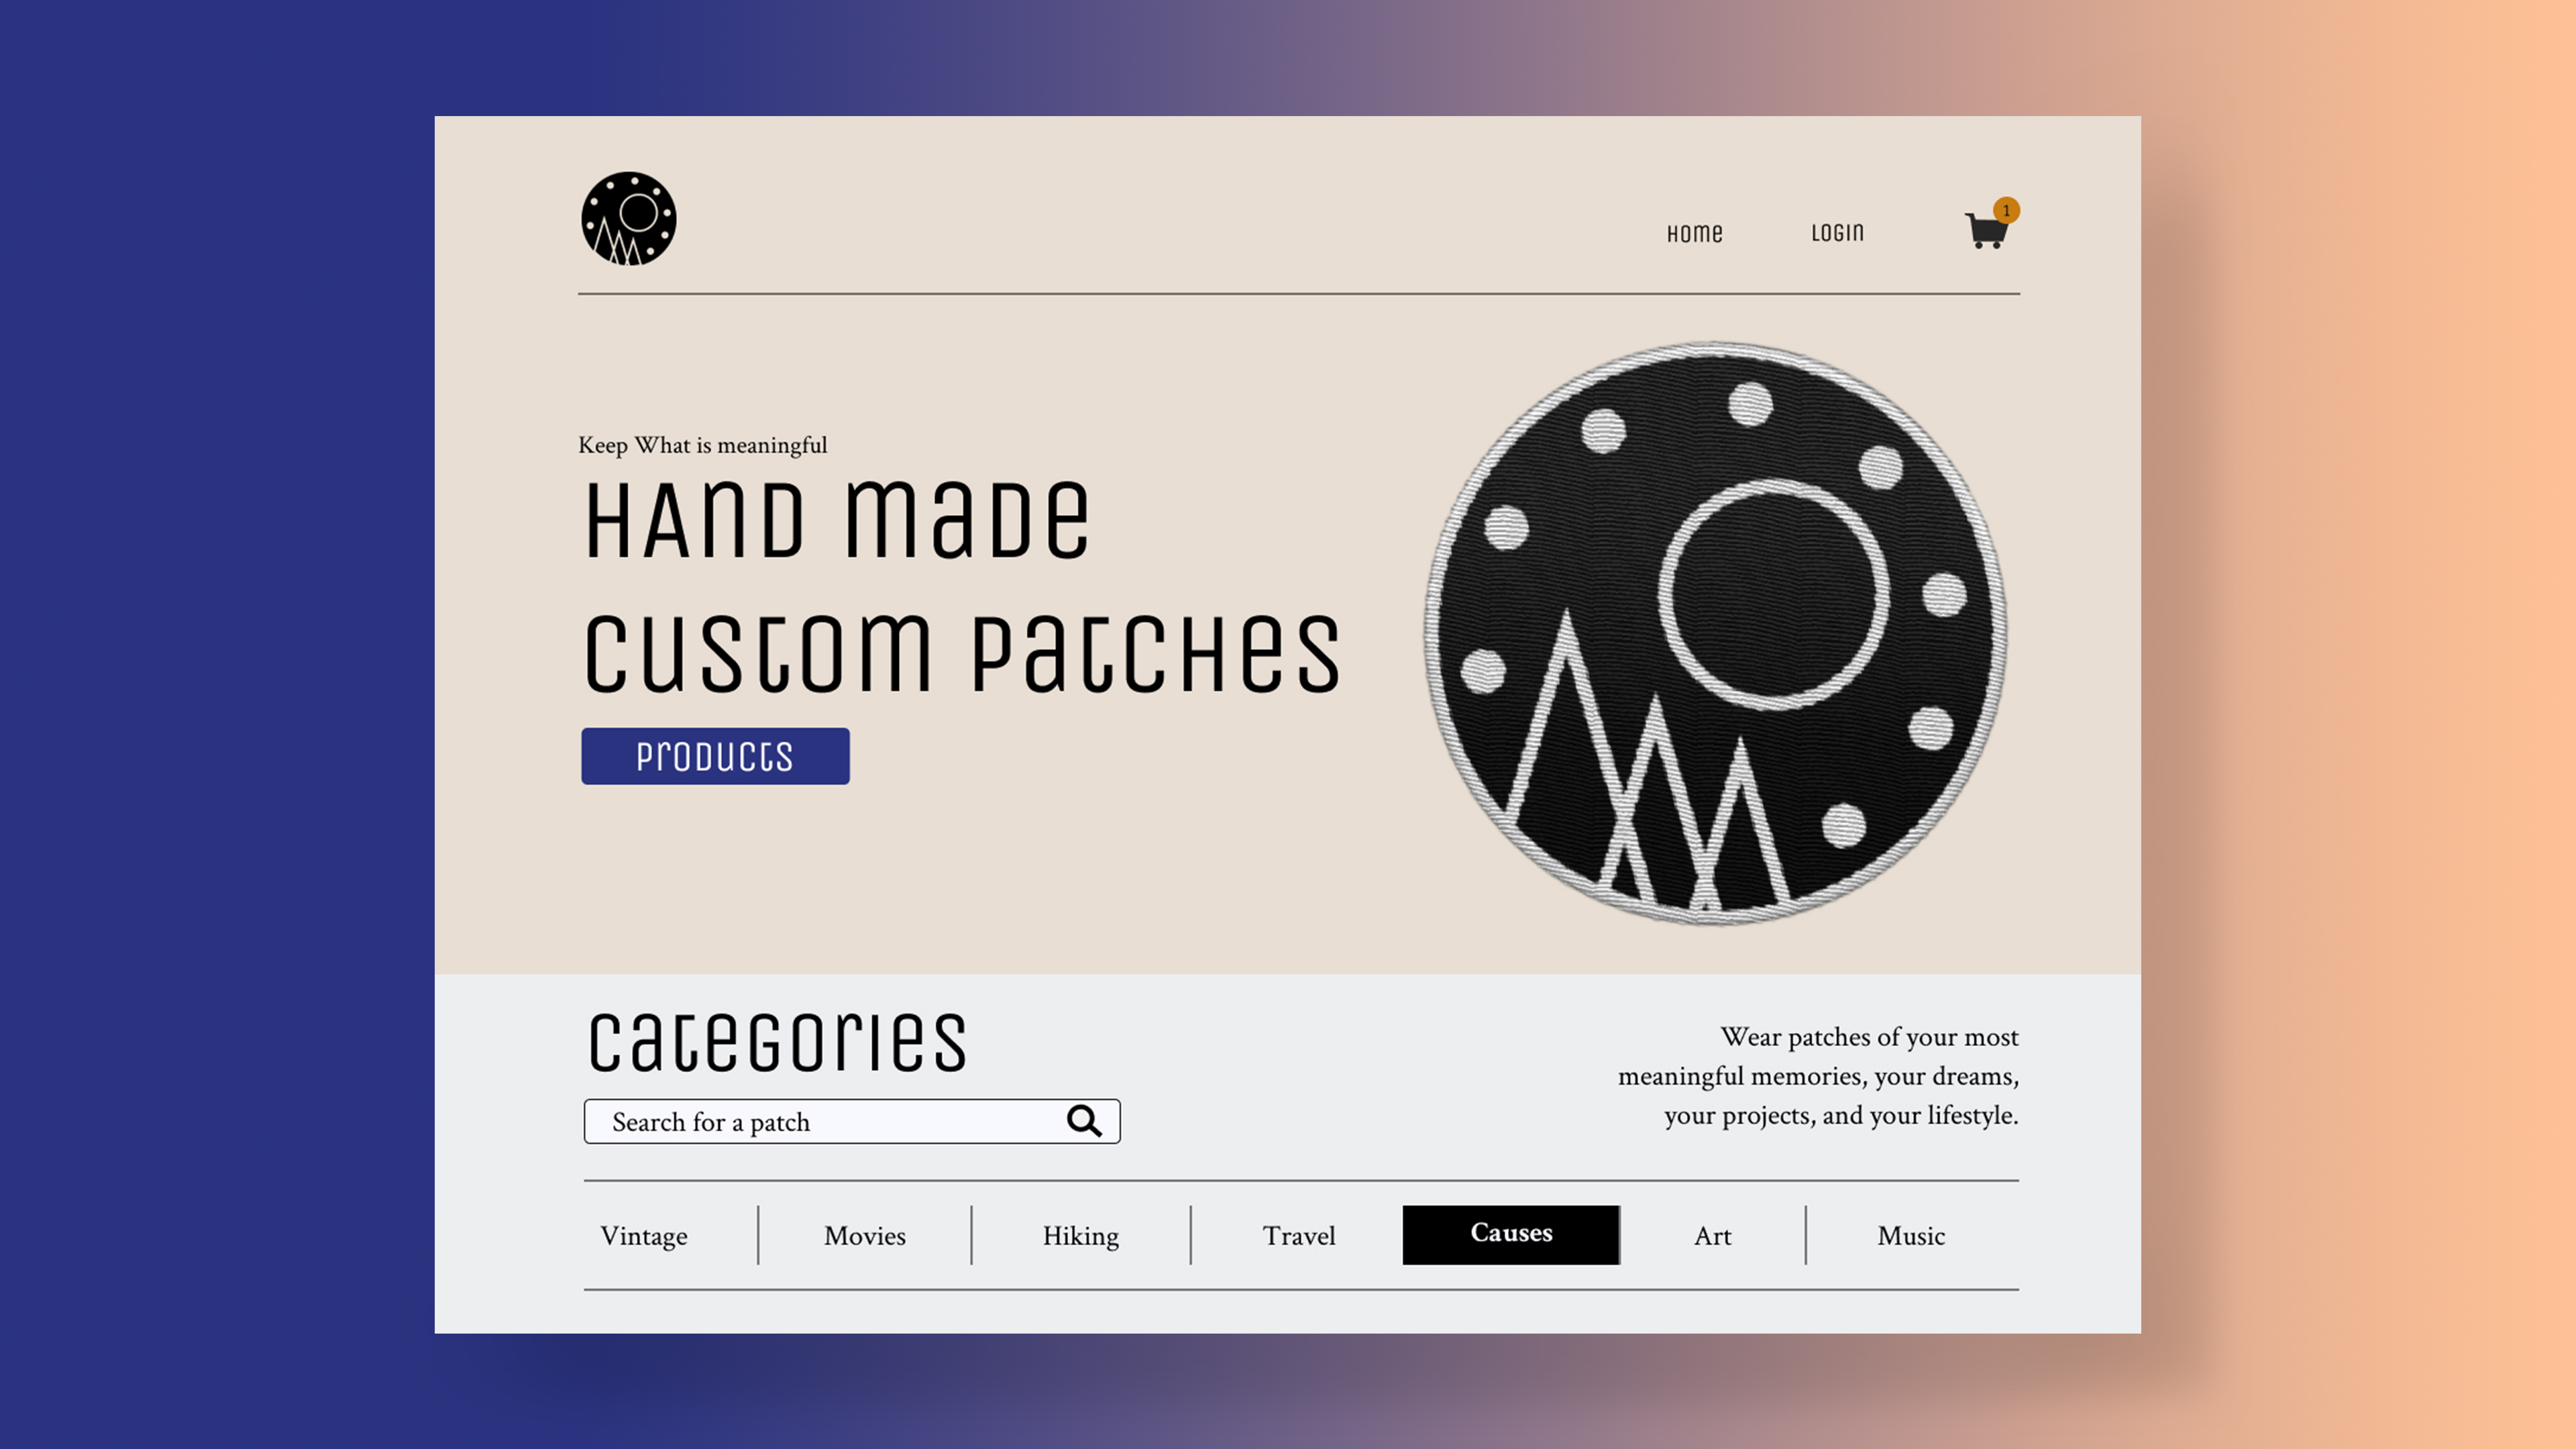 Home
Login
1
Keep What is meaningful
Hand made
custom patches
Products
categories
Wear patches of your most
meaningful memories, your dreams,
your projects, and your lifestyle.
Search for a patch
Vintage
Movies
Hiking
Travel
Causes
Art
Music